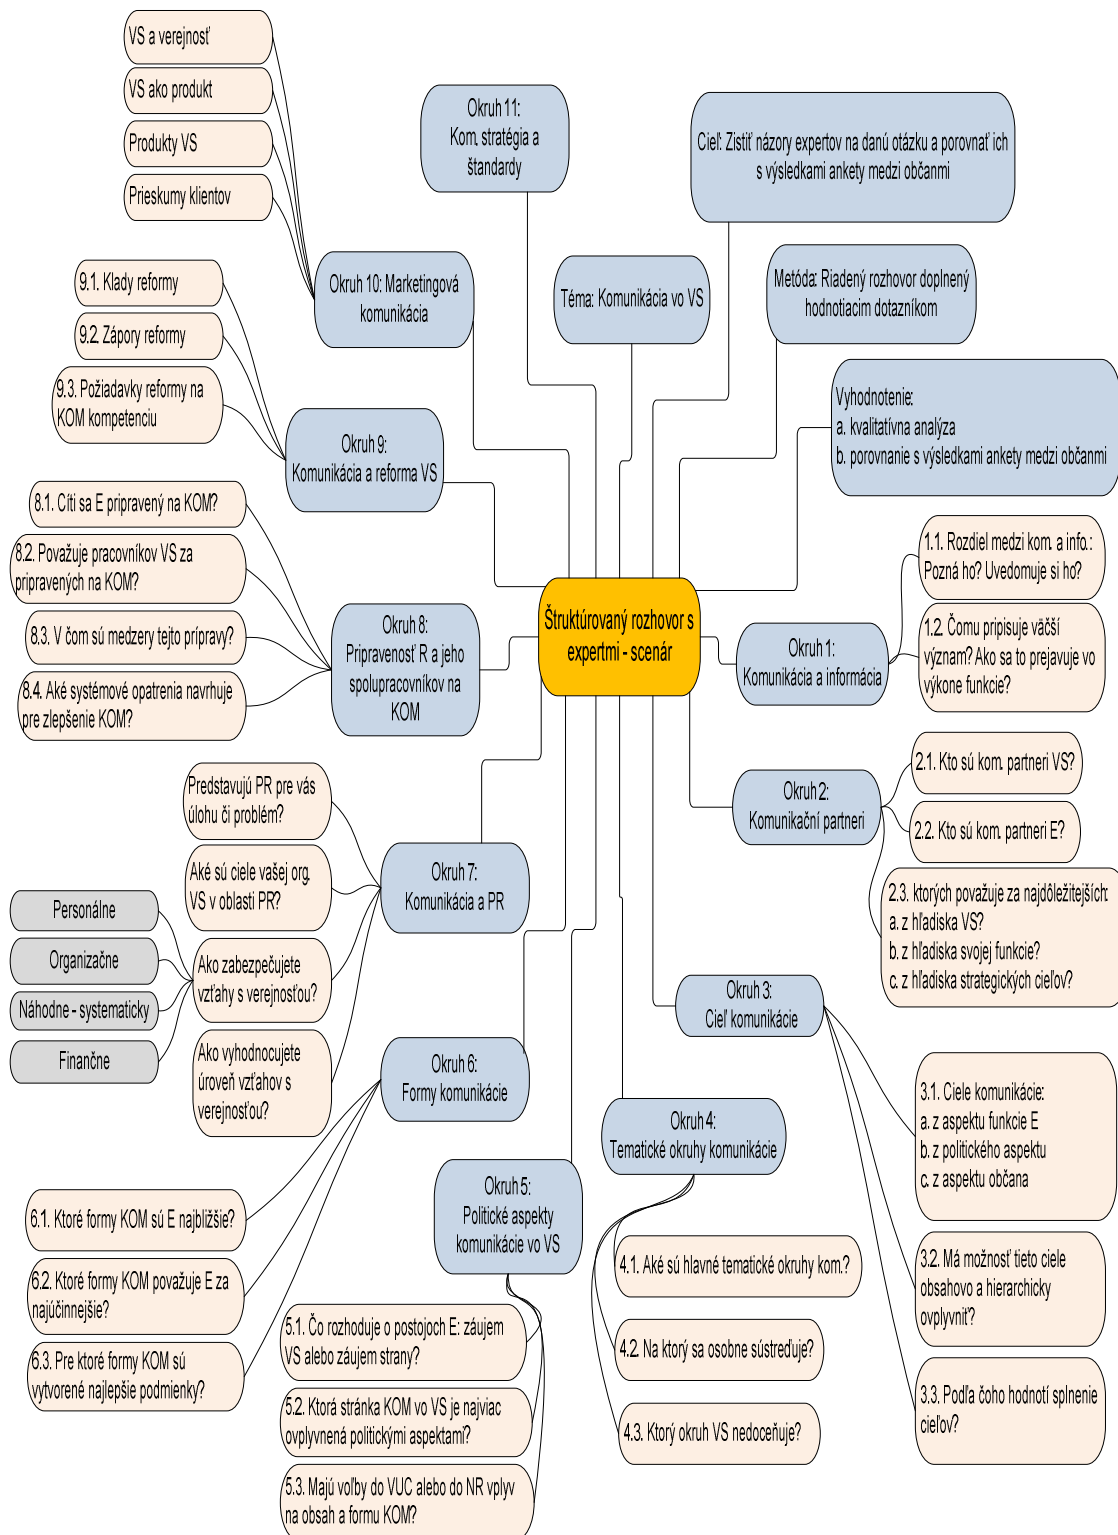 VS a verejnosť
VS ako produkt
Produkty VS
Prieskumy klientov
Okruh 11:
Kom. stratégia a
štandardy
Cieľ: Zistiť názory expertov na danú otázku a porovnať ich
s výsledkami ankety medzi občanmi
Okruh 10: Marketingová
komunikácia
Téma: Komunikácia vo VS
Metóda: Riadený rozhovor doplnený
hodnotiacim dotazníkom
9.1. Klady reformy
9.2. Zápory reformy
9.3. Požiadavky reformy na
KOM kompetenciu
Okruh 9:
Komunikácia a reforma VS
Vyhodnotenie:
a. kvalitatívna analýza
b. porovnanie s výsledkami ankety medzi občanmi
8.1. Cíti sa E pripravený na KOM?
8.2. Považuje pracovníkov VS za
pripravených na KOM?
8.3. V čom sú medzery tejto prípravy?
8.4. Aké systémové opatrenia navrhuje
pre zlepšenie KOM?
Okruh 8:
Pripravenosť R a jeho
spolupracovníkov na
KOM
Štruktúrovaný rozhovor s
expertmi - scenár
Okruh 1:
Komunikácia a informácia
1.1. Rozdiel medzi kom. a info.:
Pozná ho? Uvedomuje si ho?
1.2. Čomu pripisuje väčší
význam? Ako sa to prejavuje vo
výkone funkcie?
Okruh 2:
Komunikační partneri
2.1. Kto sú kom. partneri VS?
2.2. Kto sú kom. partneri E?
2.3. ktorých považuje za najdôležitejších:
a. z hľadiska VS?
b. z hľadiska svojej funkcie?
c. z hľadiska strategických cieľov?
Predstavujú PR pre vás
úlohu či problém?
Aké sú ciele vašej org.
VS v oblasti PR?
Ako zabezpečujete
vzťahy s verejnosťou?
Ako vyhodnocujete
úroveň vzťahov s
verejnosťou?
Okruh 7:
Komunikácia a PR
Personálne
Organizačne
Náhodne - systematicky
Finančne
Okruh 3:
Cieľ komunikácie
3.1. Ciele komunikácie:
a. z aspektu funkcie E
b. z politického aspektu
c. z aspektu občana
3.2. Má možnosť tieto ciele
obsahovo a hierarchicky
ovplyvniť?
3.3. Podľa čoho hodnotí splnenie
cieľov?
Okruh 6:
Formy komunikácie
6.1. Ktoré formy KOM sú E najbližšie?
6.2. Ktoré formy KOM považuje E za
najúčinnejšie?
6.3. Pre ktoré formy KOM sú
vytvorené najlepšie podmienky?
Okruh 4:
Tematické okruhy komunikácie
4.1. Aké sú hlavné tematické okruhy kom.?
4.2. Na ktorý sa osobne sústreďuje?
4.3. Ktorý okruh VS nedoceňuje?
Okruh 5:
Politické aspekty
komunikácie vo VS
5.1. Čo rozhoduje o postojoch E: záujem
VS alebo záujem strany?
5.2. Ktorá stránka KOM vo VS je najviac
ovplyvnená politickými aspektami?
5.3. Majú voľby do VUC alebo do NR vplyv
na obsah a formu KOM?